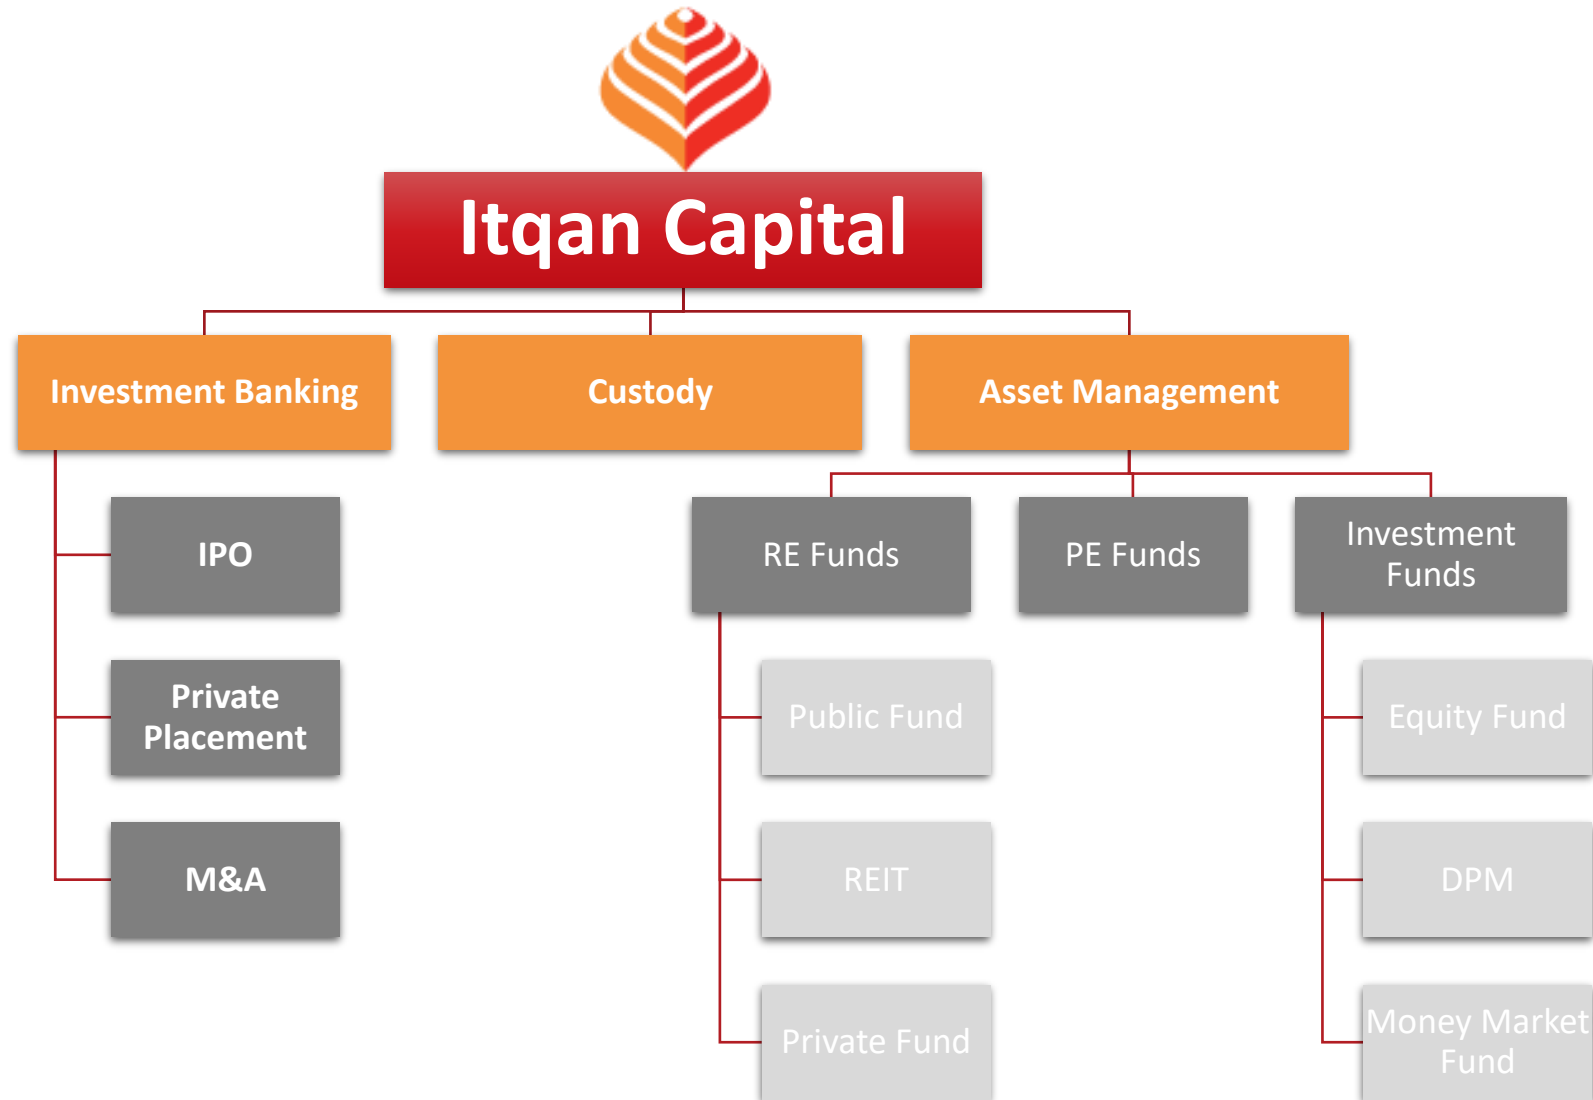 Itqan Capital
Investment Banking
Custody
Asset Management
IPO
Private
Placement
M&A
RE Funds
PE Funds
Investment
Funds
Public Fund
REIT
Private Fund
Equity Fund
DPM
Money Market
Fund